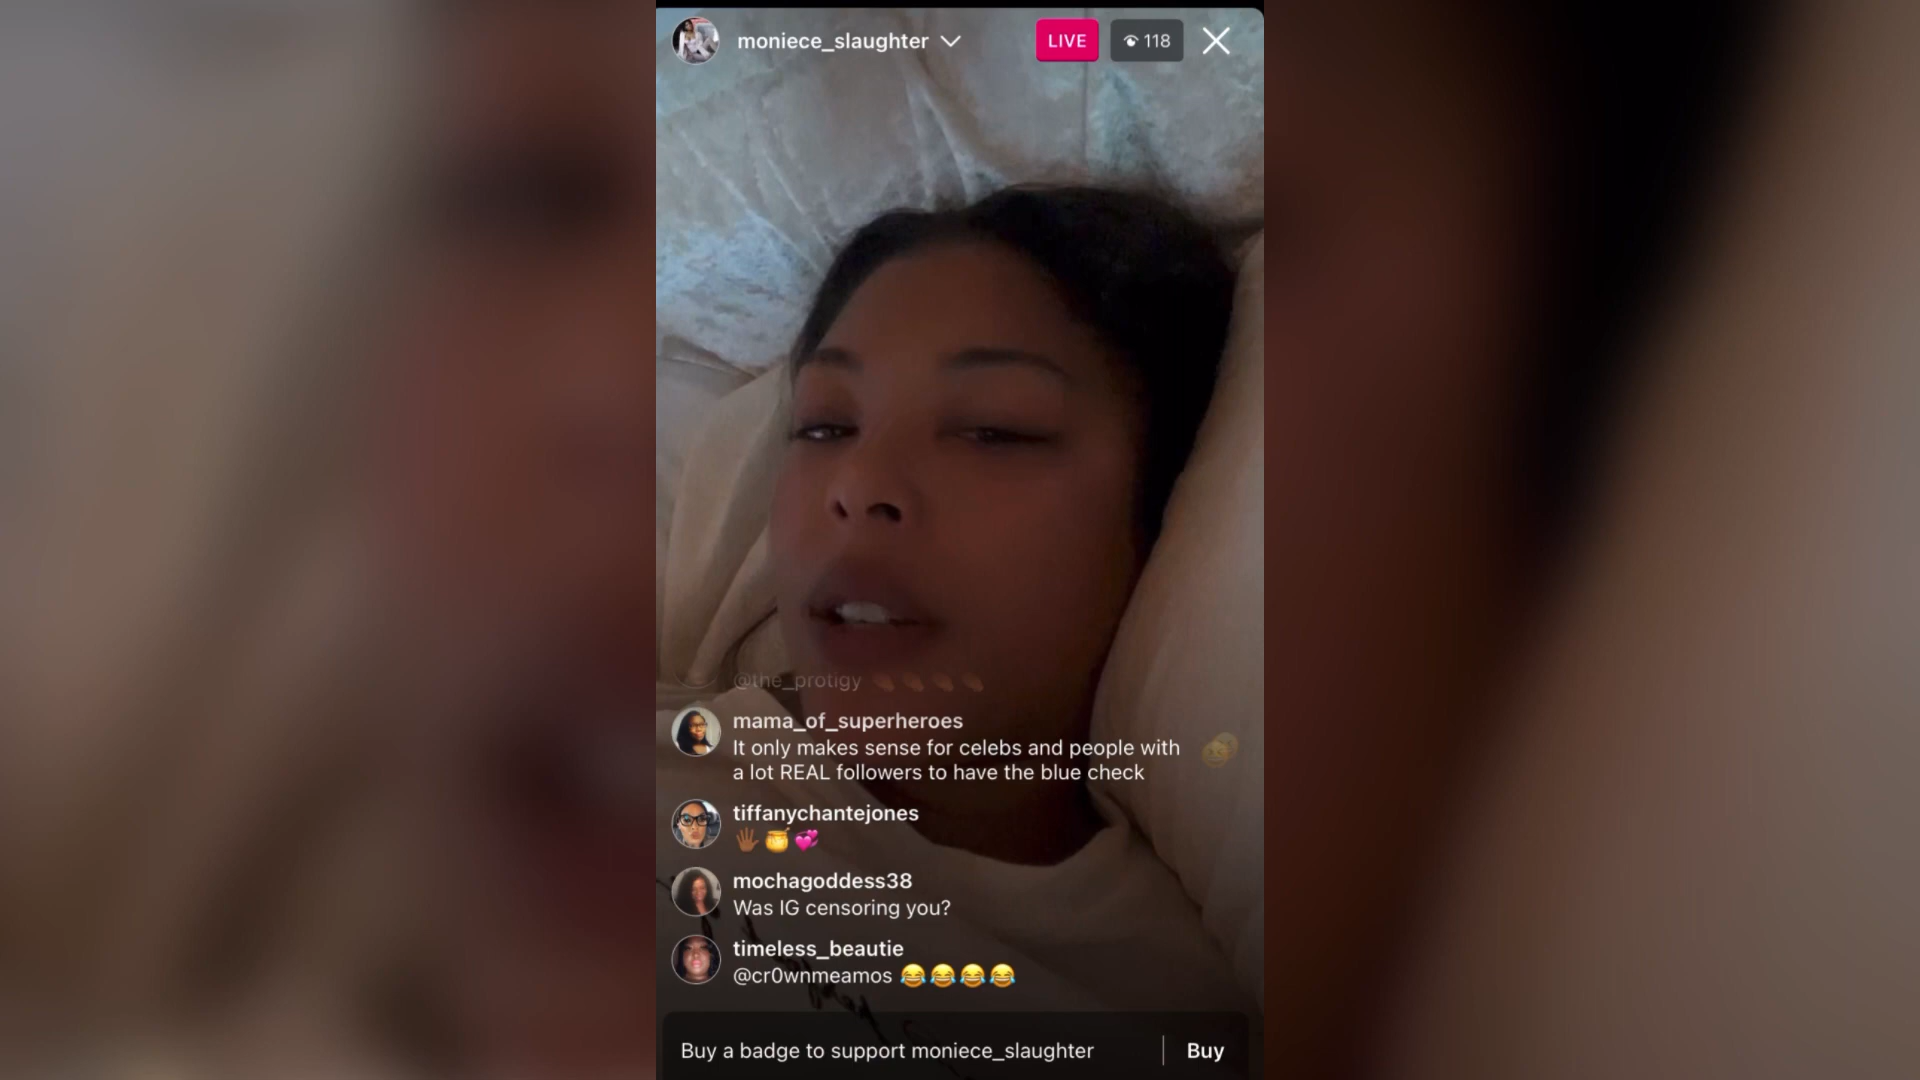 moniece_slaughter
LIVE
118
@the_protigy
mama_of_superheroes
It only makes sense for celebs and people with
a lot REAL followers to have the blue check
tiffanychantejones
🖐🏾🍯💞
mochagoddess38
Was IG censoring you?
timeless_beautie
@cr0wnmeamos 😂😂😂😂
Buy a badge to support moniece_slaughter
Buy